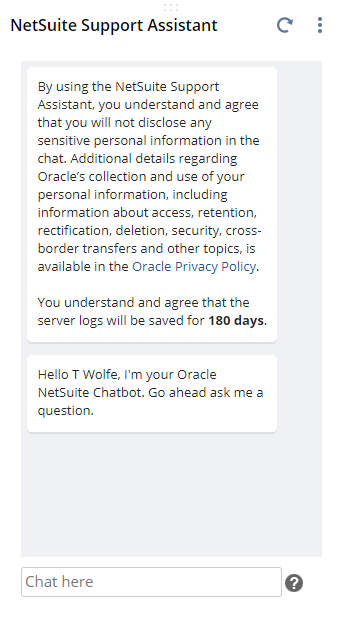 NetSuite Support Assistant
By using the NetSuite Support
Assistant, you understand and agree
that you will not disclose any
sensitive personal information in the
chat. Additional details regarding
Oracle's collection and use of your
personal information, including
information about access, retention,
rectification, deletion, security, cross-
border transfers and other topics, is
available in the Oracle Privacy Policy.
You understand and agree that the
server logs will be saved for 180 days.
Hello T Wolfe, I'm your Oracle
NetSuite Chatbot. Go ahead ask me a
question.
Chat here
?